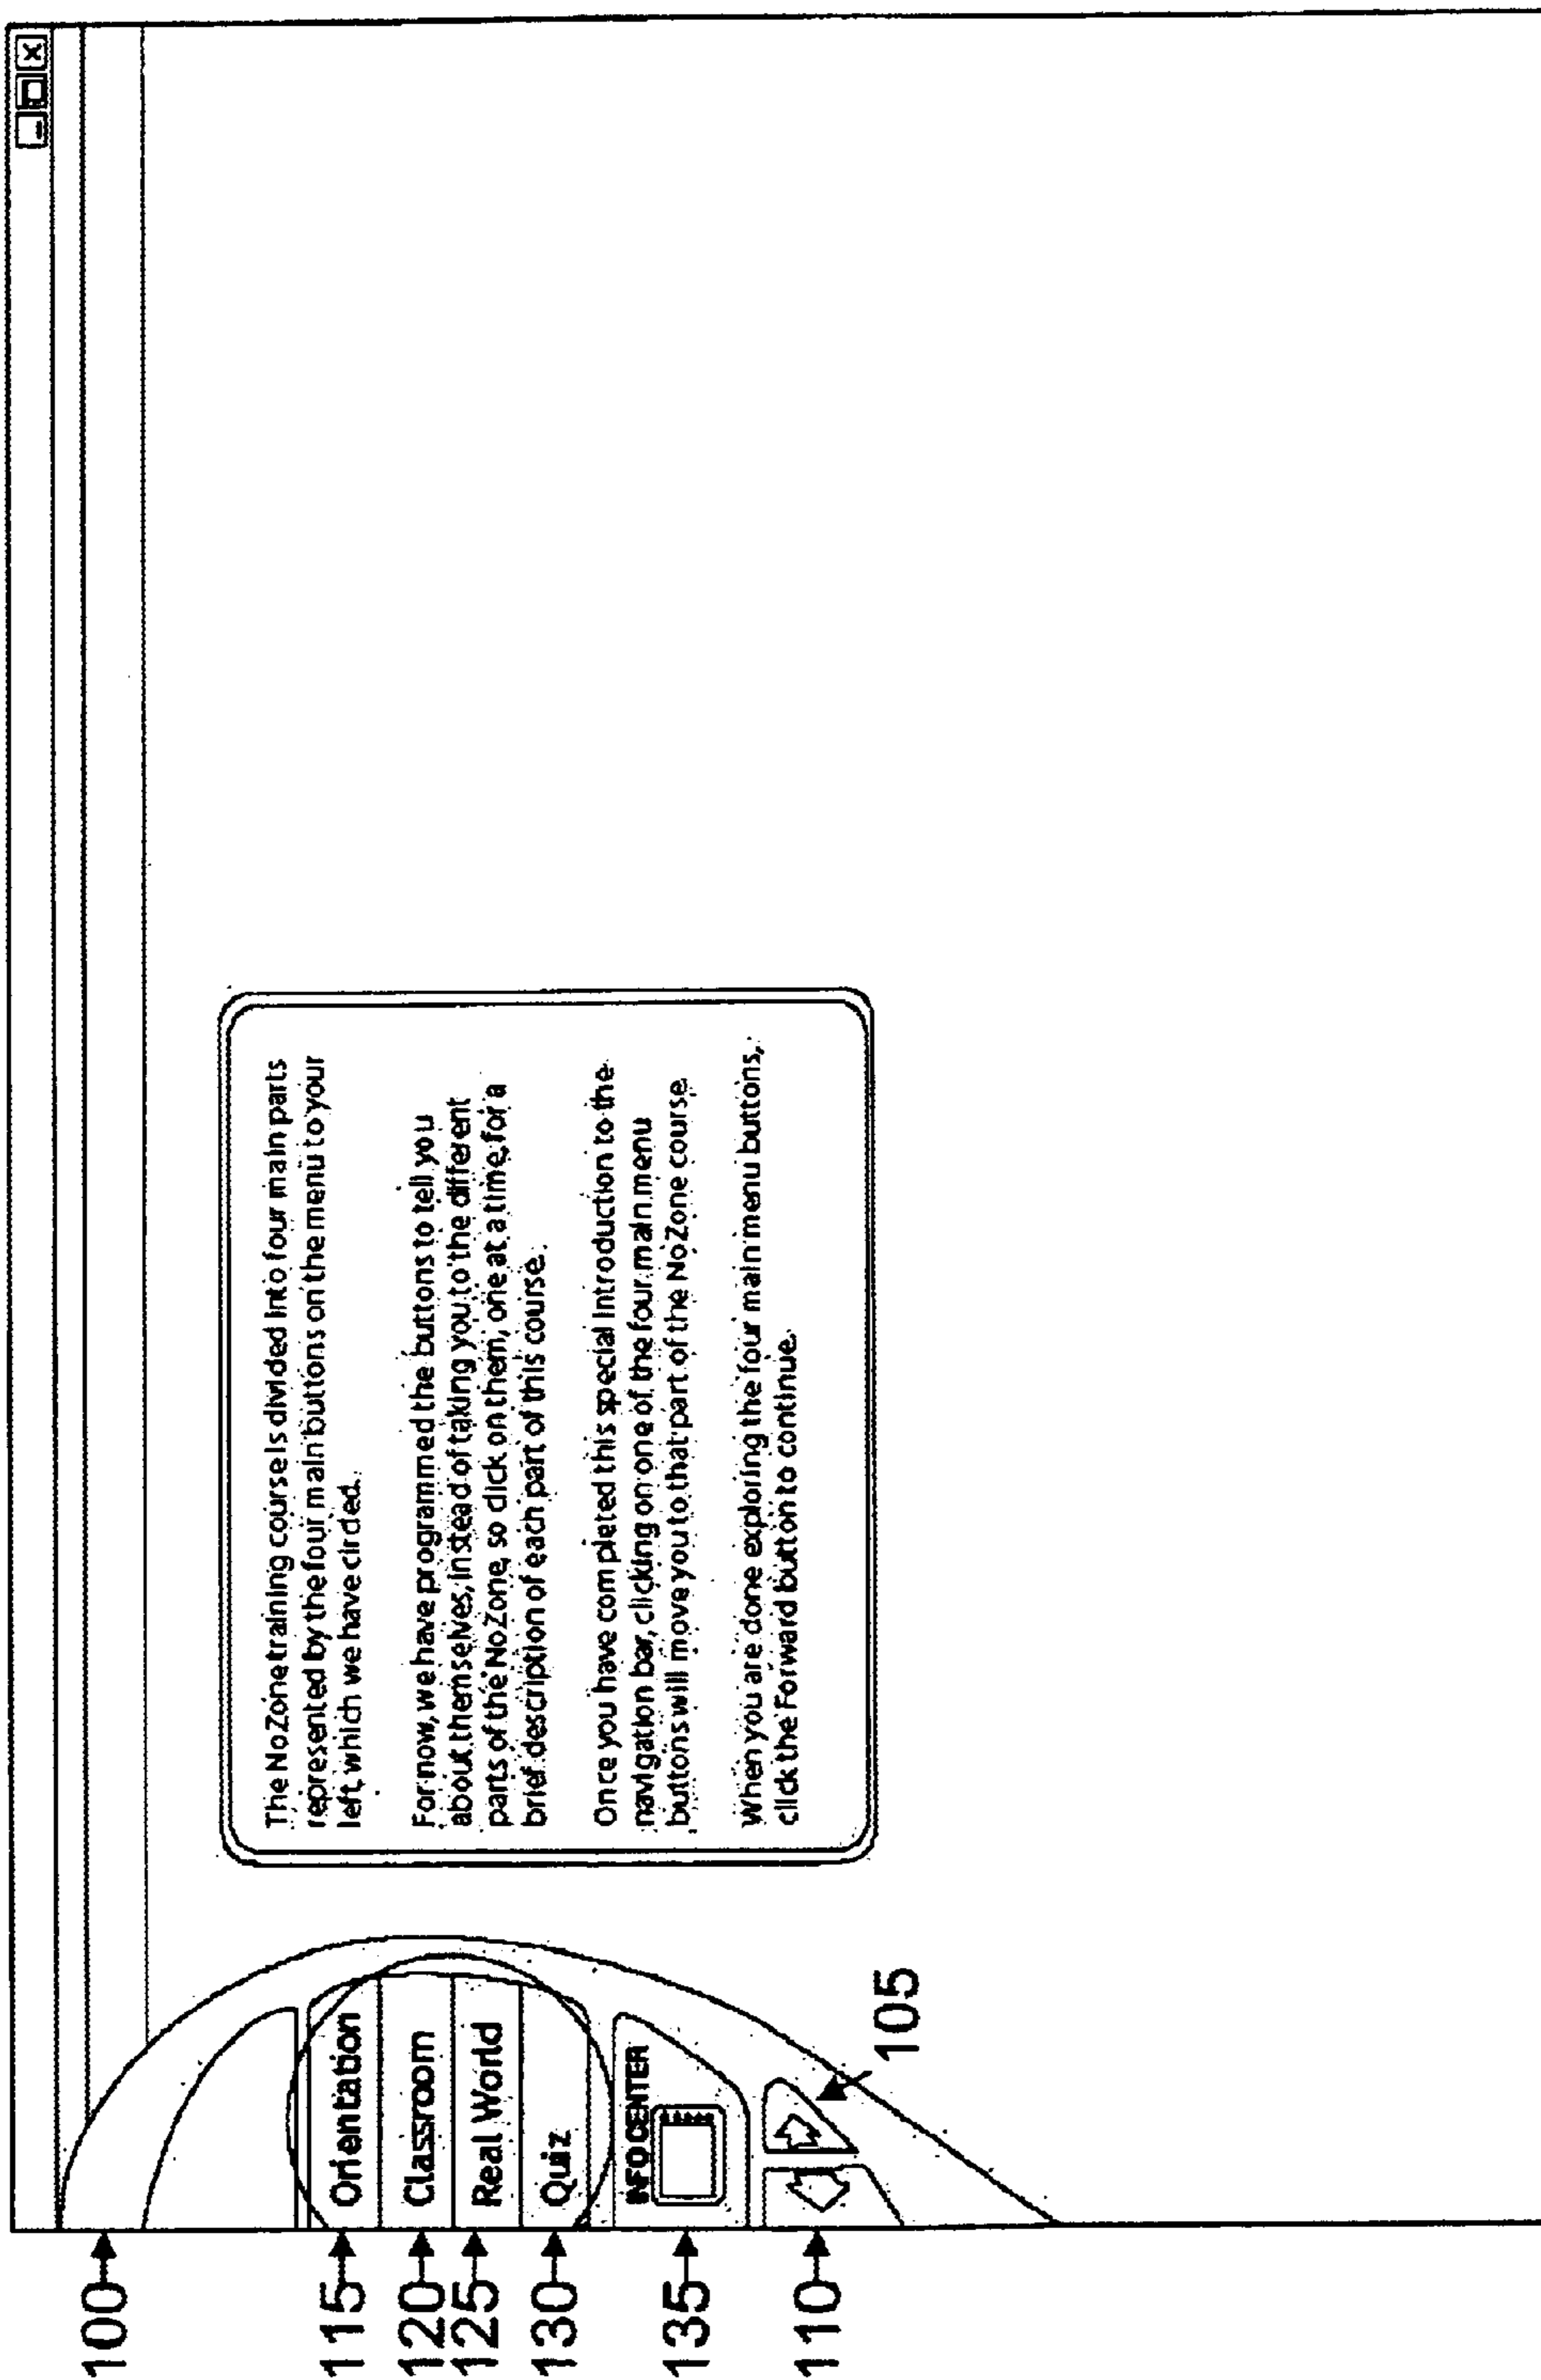 100
115
120
125
130
135
110
105
Orientation
Classroom
Real World
Quiz
INFO CENTER
The NoZone training course is divided into four main parts
represented by the four main buttons on the menu to your
left, which we have circled.
For now, we have programmed the buttons to tell you
about themselves, instead of taking you to the different
parts of the NoZone, so click on them, one at a time, for a
brief description of each part of this course.
Once you have completed this special introduction to the
navigation bar, clicking on one of the four main menu
buttons will move you to that part of the NoZone course.
When you are done exploring the four main menu buttons,
click the Forward button to continue.